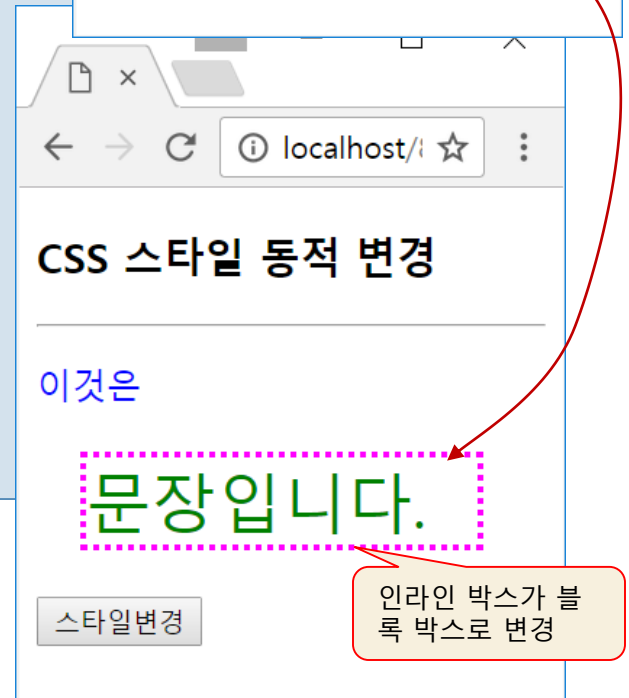 localhost/
CSS 스타일 동적 변경
이것은
문장입니다.
스타일변경
인라인 박스가 블
록 박스로 변경